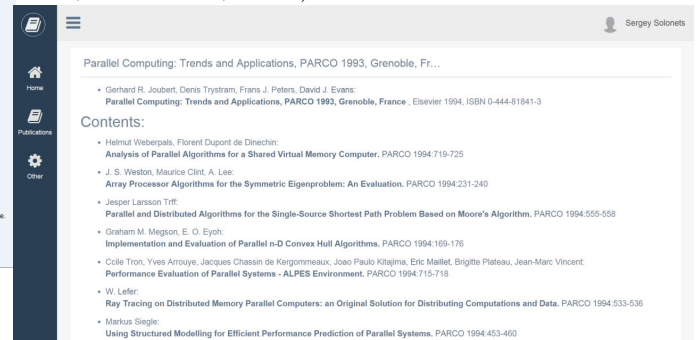 Sergey Solonets
Home
Publications
Other
e.
Parallel Computing: Trends and Applications, PARCO 1993, Grenoble, Fr...
• Gerhard R. Joubert, Denis Trystram, Frans J. Peters, David J. Evans:
Parallel Computing: Trends and Applications, PARCO 1993, Grenoble, France , Elsevier 1994, ISBN 0-444-81841-3
Contents:
• Helmut Weberpals, Florent Dupont de Dinechin:
Analysis of Parallel Algorithms for a Shared Virtual Memory Computer. PARCO 1994:719-725
• J. S. Weston, Maurice Clint, A. Lee:
Array Processor Algorithms for the Symmetric Eigenproblem: An Evaluation. PARCO 1994:231-240
• Jesper Larsson Trff:
Parallel and Distributed Algorithms for the Single-Source Shortest Path Problem Based on Moore's Algorithm. PARCO 1994:555-558
• Graham M. Megson, E. O. Eyoh:
Implementation and Evaluation of Parallel n-D Convex Hull Algorithms. PARCO 1994:169-176
• Ccile Tron, Yves Arrouye, Jacques Chassin de Kergommeaux, Joao Paulo Kitajima, Eric Maillet, Brigitte Plateau, Jean-Marc Vincent:
Performance Evaluation of Parallel Systems - ALPES Environment. PARCO 1994:715-718
• W. Lefer:
Ray Tracing on Distributed Memory Parallel Computers: an Original Solution for Distributing Computations and Data. PARCO 1994:533-536
• Markus Siegle:
Using Structured Modelling for Efficient Performance Prediction of Parallel Systems. PARCO 1994:453-460